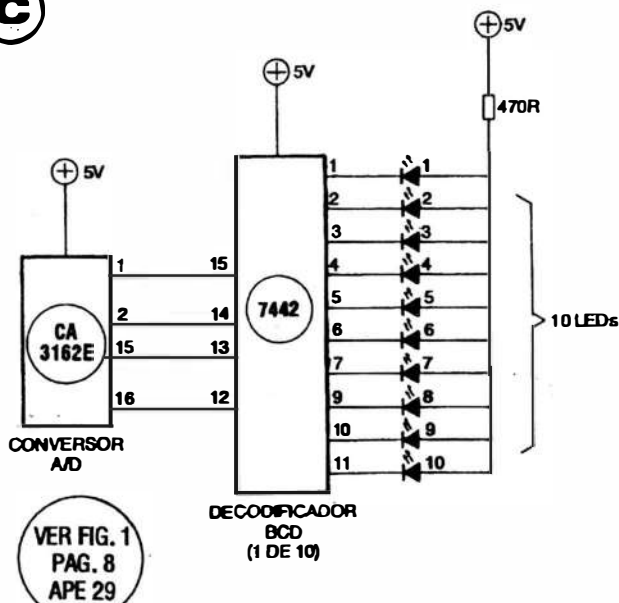 C
5V
5V
5V
470R
1
2
15
16
15
14
13
12
CA
3162E
7442
1 1
2 2
3 3
4 4
5 5
6 6
7 7
9 8
10 9
11 10
10 LEDs
CONVERSOR
A/D
DECODIFICADOR
BCD
(1 DE 10)
VER FIG. 1
PAG. 8
APE 29